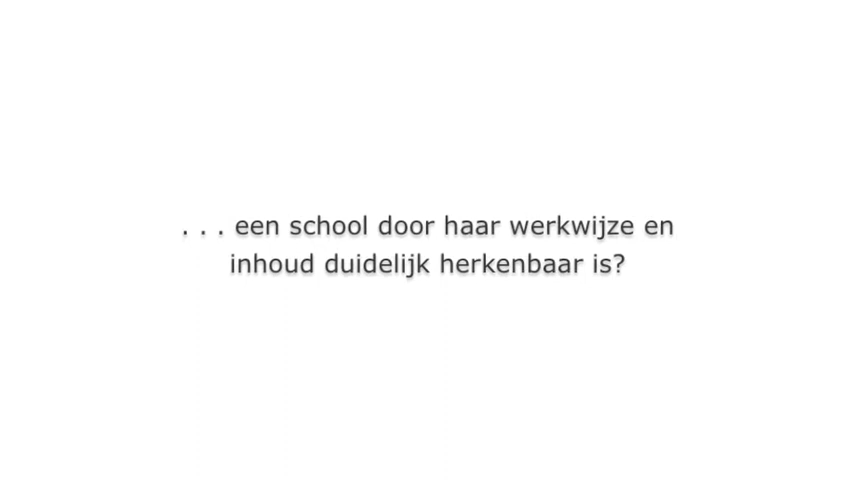 . . . een school door haar werkwijze en
inhoud duidelijk herkenbaar is?